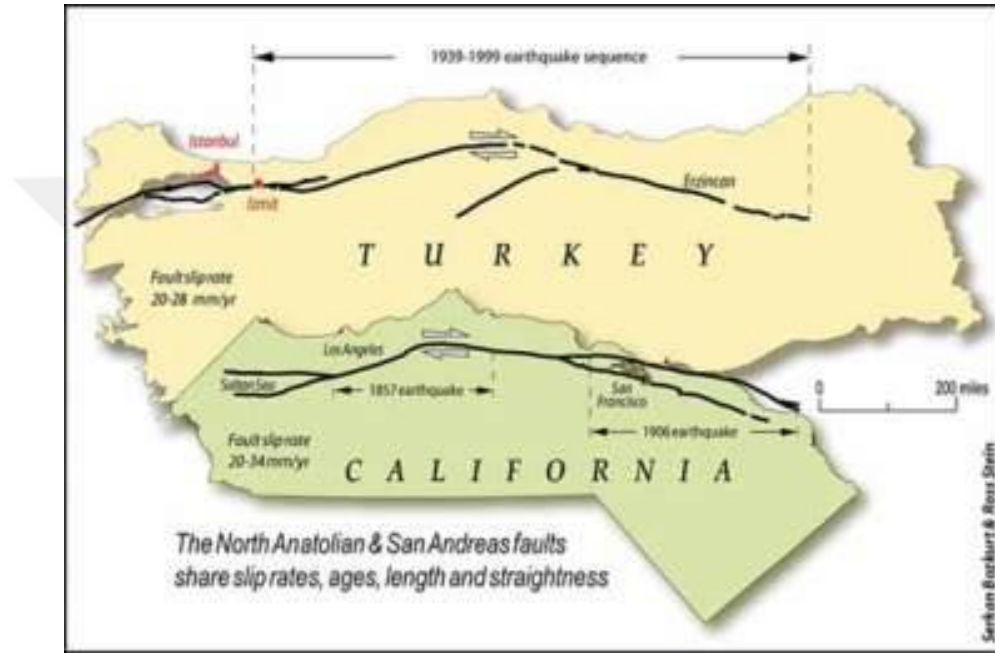 1939-1999 earthquake sequence
Istanbul
Izmit
Erzincan
TURKEY
Fault slip rate
20-28 mm/yr
Los Angeles
Salton Sea
1857 earthquake
San
Francisco
1906 earthquake
0 200 miles
Fault slip rate
20-34 mm/yr
CALIFORNIA
The North Anatolian & San Andreas faults
share slip rates, ages, length and straightness
Serkan Bozkurt & Ross Stein